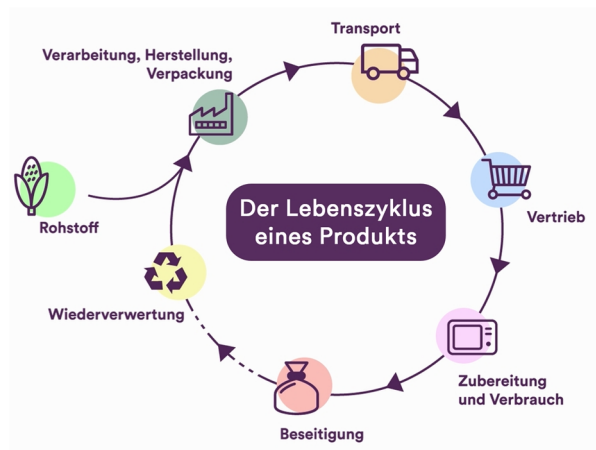 Transport
Verarbeitung, Herstellung,
Verpackung
Rohstoff
Der Lebenszyklus
eines Produkts
Vertrieb
Wiederverwertung
Zubereitung
und Verbrauch
Beseitigung